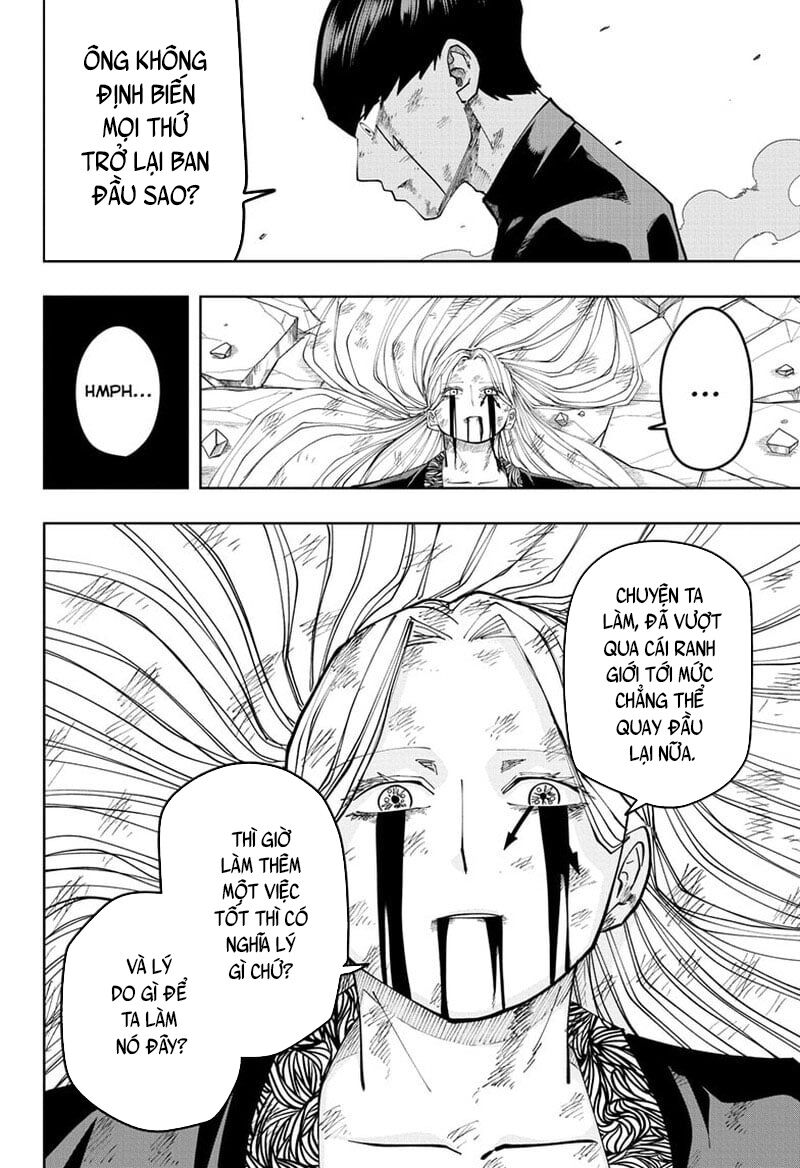 ÔNG KHÔNG
ĐỊNH BIẾN
MỌI THỨ
TRỞ LẠI BAN
ĐẦU SAO?
...
HMPH...
CHUYỆN TA
LÀM, ĐÃ VƯỢT
QUA CÁI RANH
GIỚI TỚI MỨC
CHẲNG THỂ
QUAY ĐẦU
LẠI NỮA.
THÌ GIỜ
LÀM THÊM
MỘT VIỆC
TỐT THÌ CÓ
NGHĨA LÝ
GÌ CHỨ?
VÀ LÝ
DO GÌ ĐỂ
TA LÀM
NÓ ĐÂY?